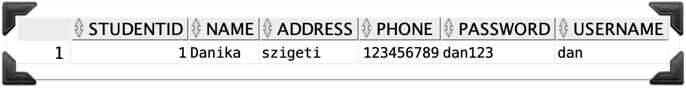 STUDENTID NAME ADDRESS PHONE PASSWORD USERNAME
1 1 Danika szigeti 123456789 dan123 dan